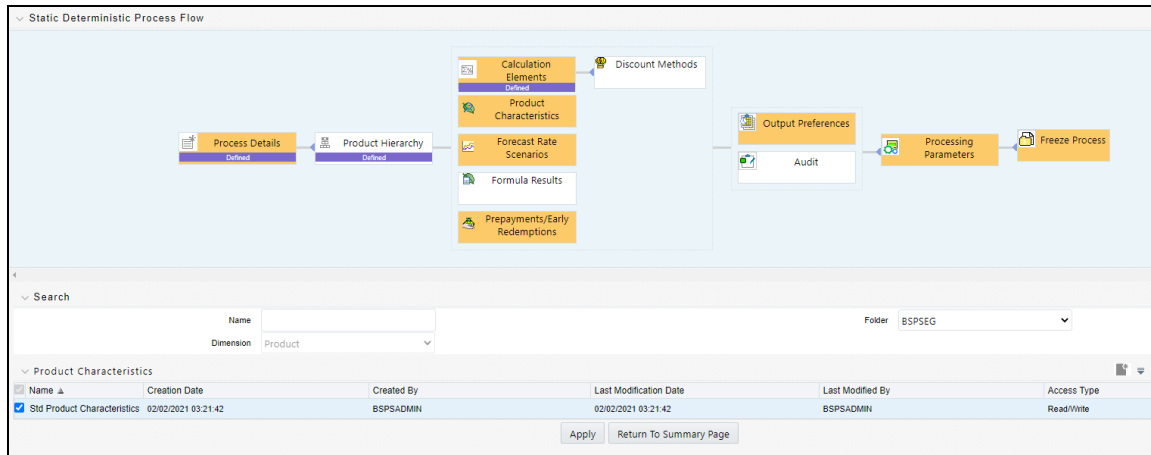 Static Deterministic Process Flow
Process Details
Defined
Product Hierarchy
Defined
Calculation
Elements
Defined
Discount Methods
Product
Characteristics
Forecast Rate
Scenarios
Formula Results
Prepayments/Early
Redemptions
Output Preferences
Audit
Processing
Parameters
Freeze Process
Search
Name
Folder BSPSEG
Dimension Product
Product Characteristics
Name Creation Date Created By Last Modification Date Last Modified By Access Type
Std Product Characteristics 02/02/2021 03:21:42 BSPSADMIN 02/02/2021 03:21:42 BSPSADMIN Read/Write
Apply Return To Summary Page